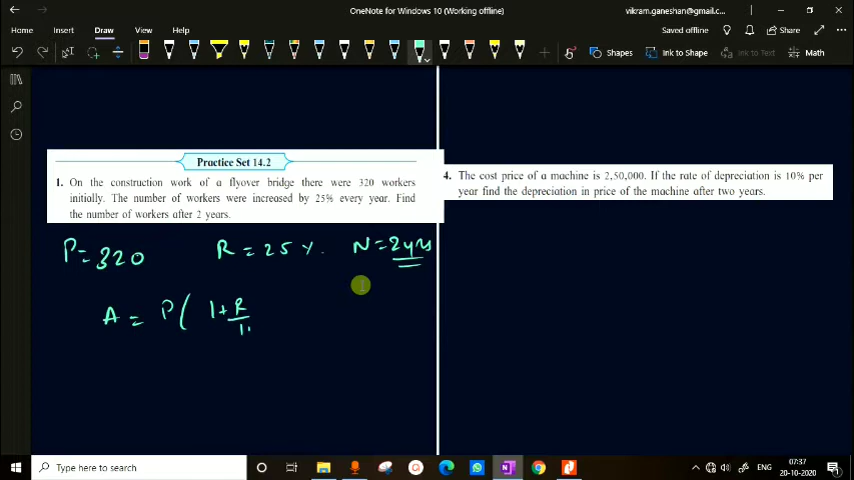 OneNote for Windows 10 (Working offline)
vikram.ganeshan@gmail.c...
Home
Insert
Draw
View
Help
Saved offline
Share
Shapes
Ink to Shape
Ink to Text
Math
Practice Set 14.2
1. On the construction work of a flyover bridge there were 320 workers
initially. The number of workers were increased by 25% every year. Find
the number of workers after 2 years.
4. The cost price of a machine is 2,50,000. If the rate of depreciation is 10% per
year find the depreciation in price of the machine after two years.
P = 320 R = 25 %. N = 2 yrs
A = P( 1 + R
Type here to search
ENG
07:37
20-10-2020